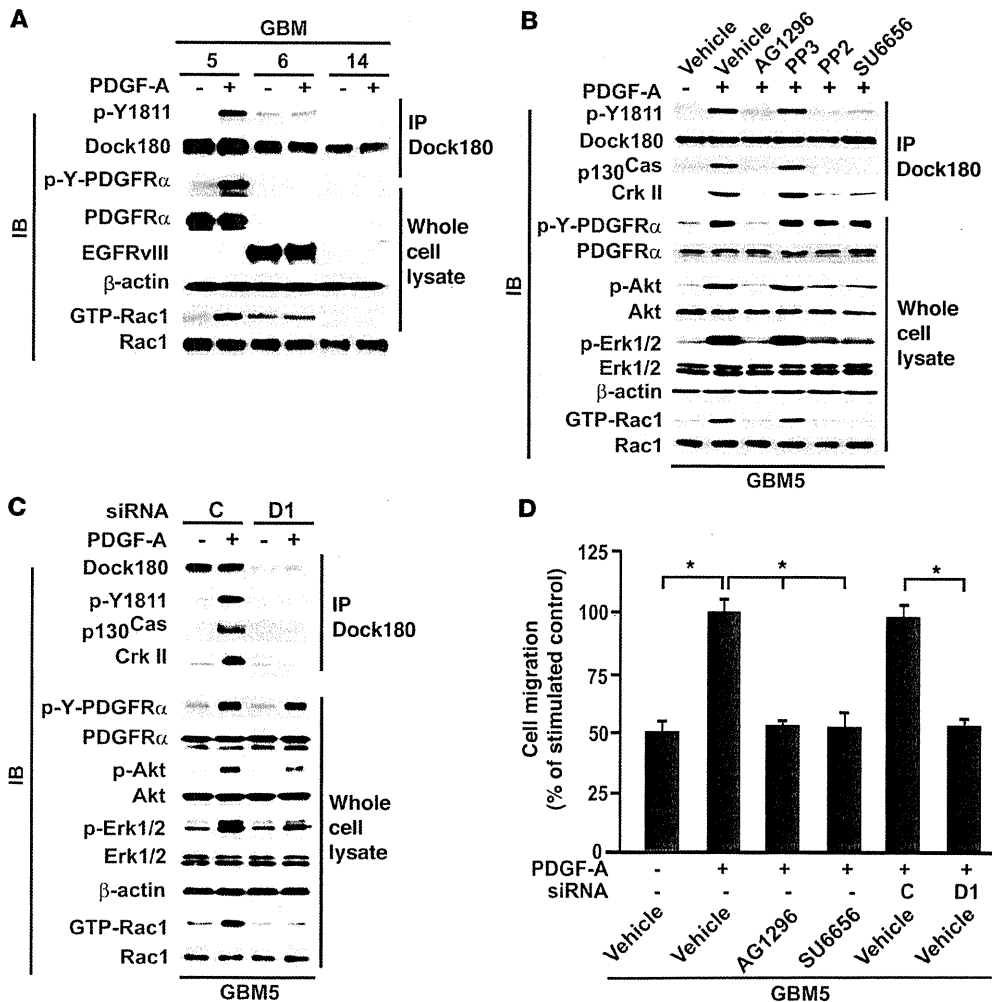 A
GBM
5 6 14
PDGF-A - + - + - +
p-Y1811
Dock180
p-Y-PDGFRα
PDGFRα
EGFRvIII
β-actin
GTP-Rac1
Rac1
IB
IP
Dock180
Whole
cell
lysate
B
Vehicle Vehicle AG1296 PP3 PP2 SU6656
PDGF-A - + + + + +
p-Y1811
Dock180
p130Cas
Crk II
p-Y-PDGFRα
PDGFRα
p-Akt
Akt
p-Erk1/2
Erk1/2
β-actin
GTP-Rac1
Rac1
IB
IP
Dock180
Whole
cell
lysate
GBM5
C
siRNA C D1
PDGF-A - + - +
Dock180
p-Y1811
p130Cas
Crk II
p-Y-PDGFRα
PDGFRα
p-Akt
Akt
p-Erk1/2
Erk1/2
β-actin
GTP-Rac1
Rac1
IB
IP
Dock180
Whole
cell
lysate
GBM5
D
Cell migration
(% of stimulated control)
125
100
75
50
25
0
* * *
PDGF-A - + + + + +
siRNA - - - - C D1
Vehicle Vehicle AG1296 SU6656 Vehicle Vehicle
GBM5